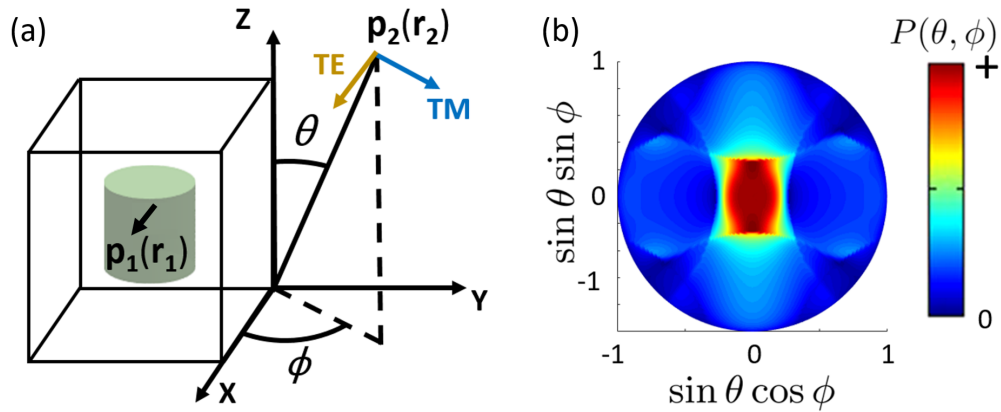 (a)
Z
p₂(r₂)
TE
TM
θ
p₁(r₁)
Y
ϕ
X
(b)
P(θ, ϕ)
+
0
sin θ sin ϕ
1
0
-1
-1
0
1
sin θ cos ϕ